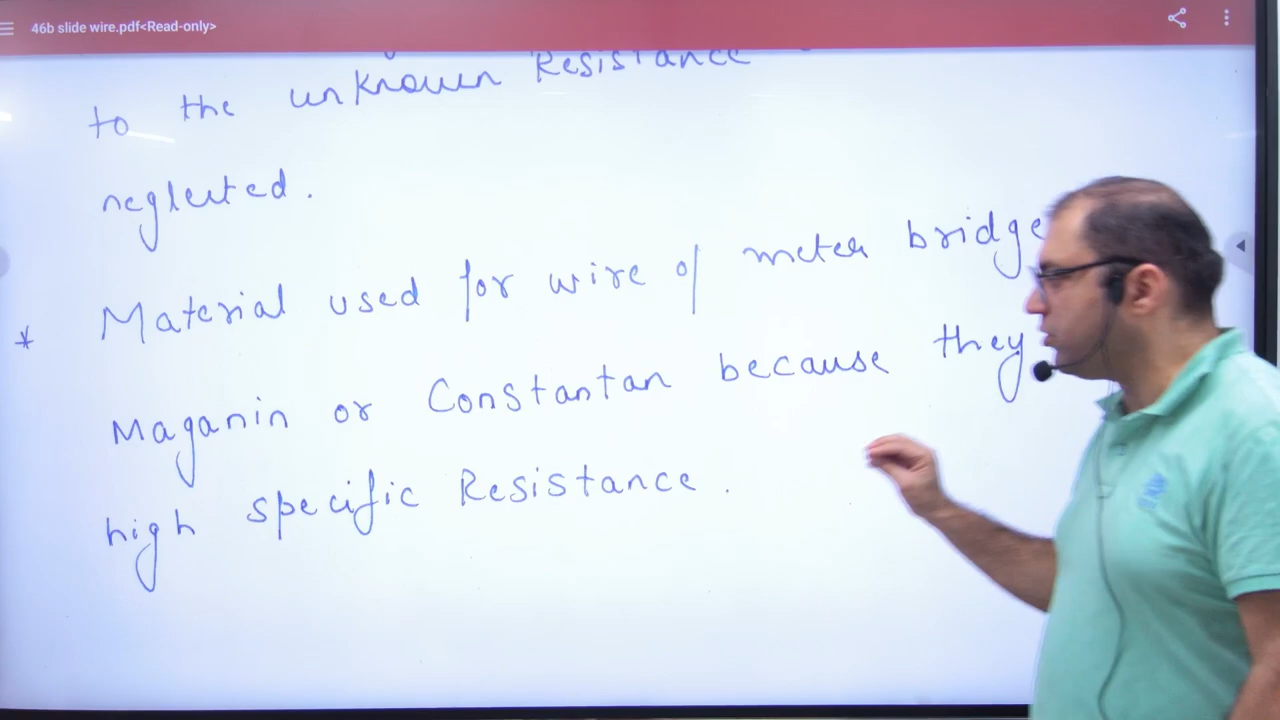 46b slide wire.pdf<Read-only>
to the unknown Resistance
neglected.
* Material used for wire of meter bridge
Maganin or Constantan because they
high specific Resistance.